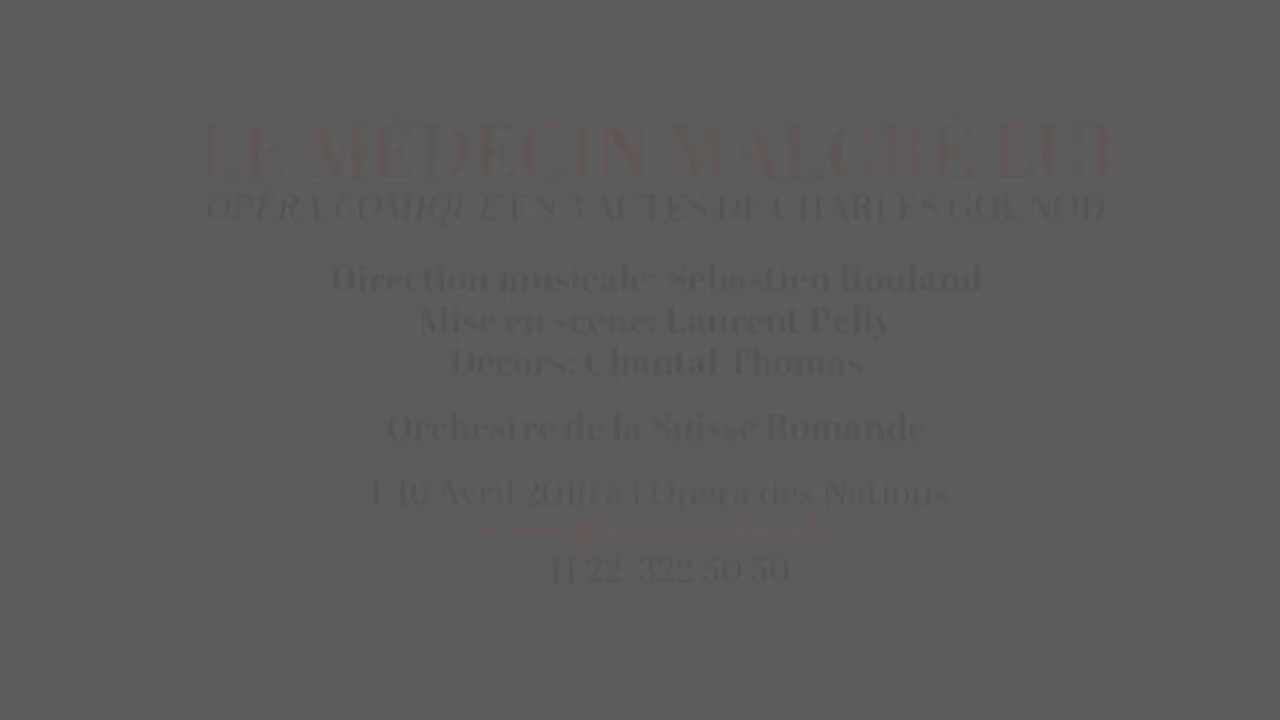 LE MÉDECIN MALGRÉ LUI
OPÉRA-COMIQUE EN 3 ACTES DE CHARLES GOUNOD
Direction musicale: Sébastien Rouland
Mise en scène: Laurent Pelly
Décors: Chantal Thomas
Orchestre de la Suisse Romande
Avril 2016 à l'Opéra des Nations
22 322 50 50